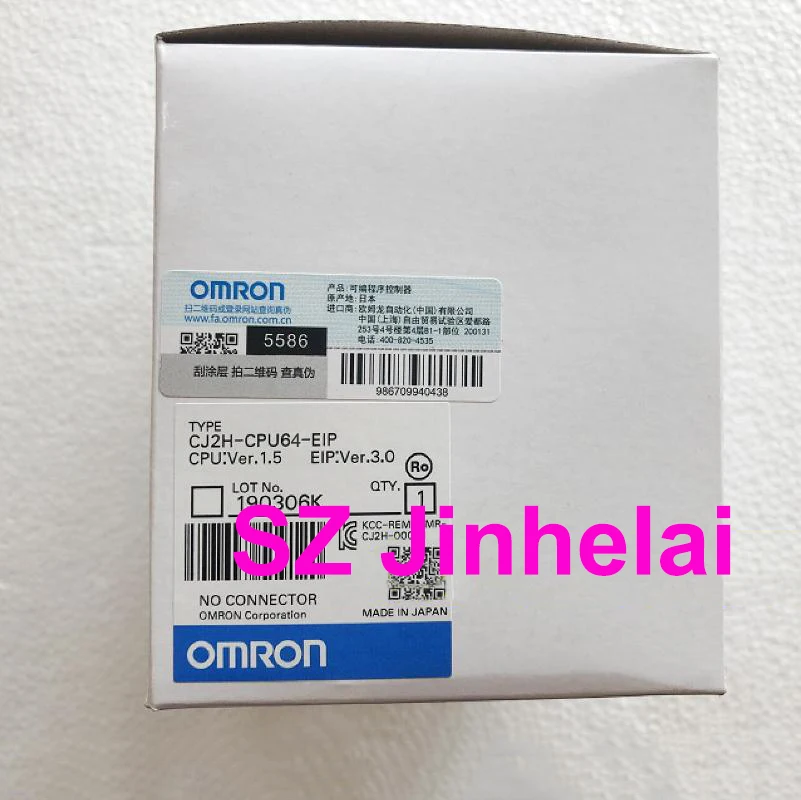 OMRON
扫二维码或登录网站查询真伪
www.fa.omron.com.cn
5586
刮涂层 拍二维码 查真伪
产品: 可编程序控制器
原产地: 日本
进口商: 欧姆龙自动化(中国)有限公司
中国(上海)自由贸易试验区爱都路
253号4号楼第4层B1-1部位 200131
电话: 400-820-4535
986709940438
TYPE
CJ2H-CPU64-EIP
CPU:Ver.1.5 EIP:Ver.3.0
Ro
LOT No. QTY.
190306K 1
KCC-REM
CJ2H-000
SZ Jinhelai
NO CONNECTOR
OMRON Corporation
MADE IN JAPAN
OMRON